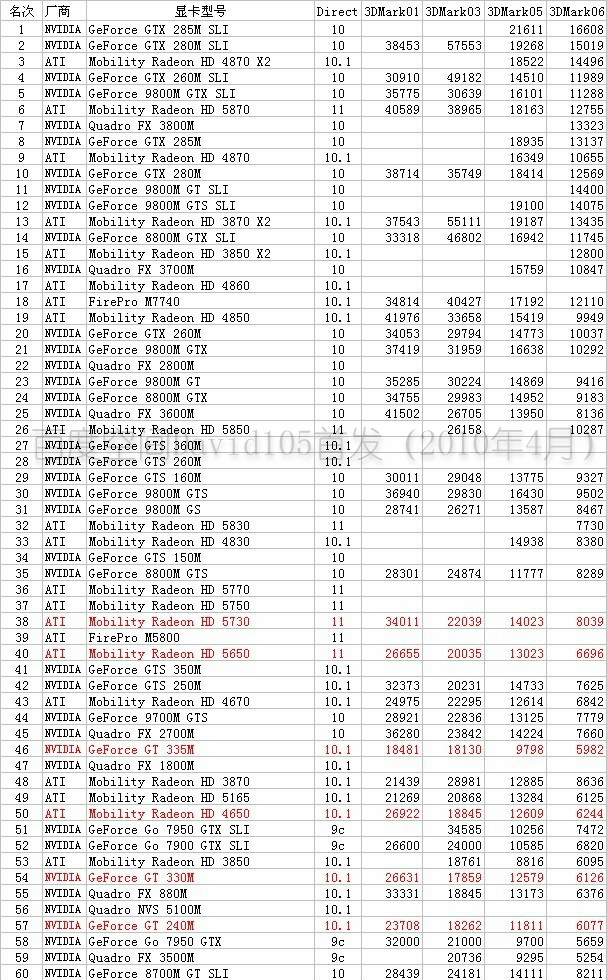 名次 厂商 显卡型号 Direct 3DMark01 3DMark03 3DMark05 3DMark06
1 NVIDIA GeForce GTX 285M SLI 10 21611 16608
2 NVIDIA GeForce GTX 280M SLI 10 38453 57553 19268 15019
3 ATI Mobility Radeon HD 4870 X2 10.1 18522 14496
4 NVIDIA GeForce GTX 260M SLI 10 30910 49182 14510 11989
5 NVIDIA GeForce 9800M GTX SLI 10 35775 30639 16101 11288
6 ATI Mobility Radeon HD 5870 11 40589 38965 18163 12755
7 NVIDIA Quadro FX 3800M 10 13323
8 NVIDIA GeForce GTX 285M 10 18935 13137
9 ATI Mobility Radeon HD 4870 10.1 16349 10655
10 NVIDIA GeForce GTX 280M 10 38714 35749 18414 12569
11 NVIDIA GeForce 9800M GT SLI 10 14400
12 NVIDIA GeForce 9800M GTS SLI 10 19100 14075
13 ATI Mobility Radeon HD 3870 X2 10.1 37543 55111 19187 13435
14 NVIDIA GeForce 8800M GTX SLI 10 33318 46802 16942 11745
15 ATI Mobility Radeon HD 3850 X2 10.1 12800
16 NVIDIA Quadro FX 3700M 10 15759 10847
17 ATI Mobility Radeon HD 4860 10.1
18 ATI FirePro M7740 10.1 34814 40427 17192 12110
19 ATI Mobility Radeon HD 4850 10.1 41976 33658 15419 9949
20 NVIDIA GeForce GTX 260M 10 34053 29794 14773 10037
21 NVIDIA GeForce 9800M GTX 10 37419 31959 16638 10292
22 NVIDIA Quadro FX 2800M 10
23 NVIDIA GeForce 9800M GT 10 35285 30224 14869 9416
24 NVIDIA GeForce 8800M GTX 10 34755 29983 14952 9183
25 NVIDIA Quadro FX 3600M 10 41502 26705 13950 8136
26 ATI Mobility Radeon HD 5850 11 26158 10287
百度空间david105首发（2010年4月）
27 NVIDIA GeForce GTS 360M 10.1
28 NVIDIA GeForce GTS 260M 10.1
29 NVIDIA GeForce GTS 160M 10 30011 29048 13775 9327
30 NVIDIA GeForce 9800M GTS 10 36940 29830 16430 9502
31 NVIDIA GeForce 9800M GS 10 28741 26271 13587 8467
32 ATI Mobility Radeon HD 5830 11 7730
33 ATI Mobility Radeon HD 4830 10.1 14938 8380
34 NVIDIA GeForce GTS 150M 10
35 NVIDIA GeForce 8800M GTS 10 28301 24874 11777 8289
36 ATI Mobility Radeon HD 5770 11
37 ATI Mobility Radeon HD 5750 11
38 ATI Mobility Radeon HD 5730 11 34011 22039 14023 8039
39 ATI FirePro M5800 11
40 ATI Mobility Radeon HD 5650 11 26655 20035 13023 6696
41 NVIDIA GeForce GTS 350M 10.1
42 NVIDIA GeForce GTS 250M 10.1 32373 20231 14733 7625
43 ATI Mobility Radeon HD 4670 10.1 24975 22295 12614 6842
44 NVIDIA GeForce 9700M GTS 10 28921 22836 13125 7779
45 NVIDIA Quadro FX 2700M 10 36280 23842 14224 7660
46 NVIDIA GeForce GT 335M 10.1 18481 18130 9798 5982
47 NVIDIA Quadro FX 1800M 10.1
48 ATI Mobility Radeon HD 3870 10.1 21439 28981 12885 8636
49 ATI Mobility Radeon HD 5165 10.1 21269 20868 13284 6125
50 ATI Mobility Radeon HD 4650 10.1 26922 18845 12609 6244
51 NVIDIA GeForce Go 7950 GTX SLI 9c 34585 10256 7472
52 NVIDIA GeForce Go 7900 GTX SLI 9c 26600 24000 10585 6820
53 ATI Mobility Radeon HD 3850 10.1 18761 8816 6095
54 NVIDIA GeForce GT 330M 10.1 26631 17859 12579 6126
55 NVIDIA Quadro FX 880M 10.1 33331 18845 13173 6376
56 NVIDIA Quadro NVS 5100M 10.1
57 NVIDIA GeForce GT 240M 10.1 23708 18262 11811 6077
58 NVIDIA GeForce Go 7950 GTX 9c 32000 21000 9700 5659
59 NVIDIA Quadro FX 3500M 9c 20736 9295 5254
60 NVIDIA GeForce 8700M GT SLI 10 28439 24181 14111 8211